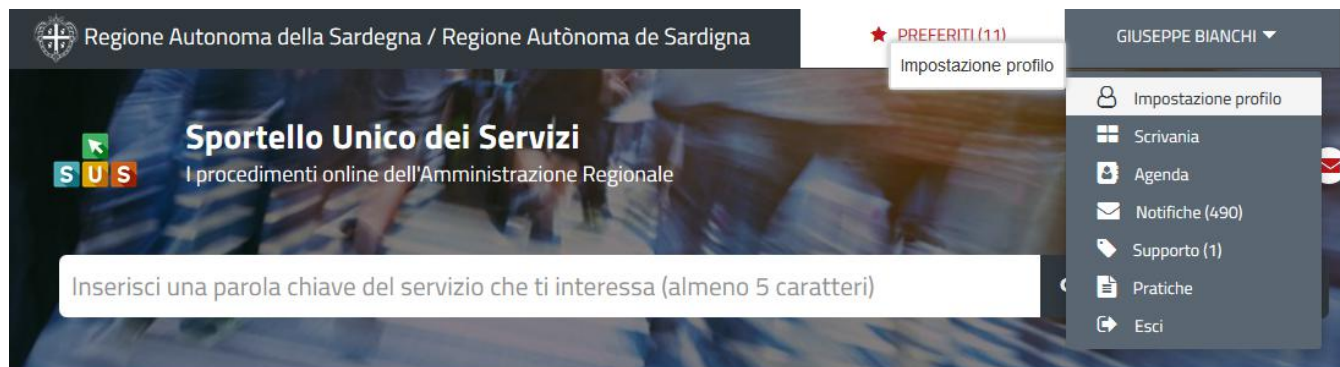 Regione Autonoma della Sardegna / Regione Autònoma de Sardigna
PREFERITI (11)
GIUSEPPE BIANCHI
Impostazione profilo
Impostazione profilo
Sportello Unico dei Servizi
I procedimenti online dell'Amministrazione Regionale
SUS
Scrivania
Agenda
Notifiche (490)
Supporto (1)
Pratiche
Esci
Inserisci una parola chiave del servizio che ti interessa (almeno 5 caratteri)